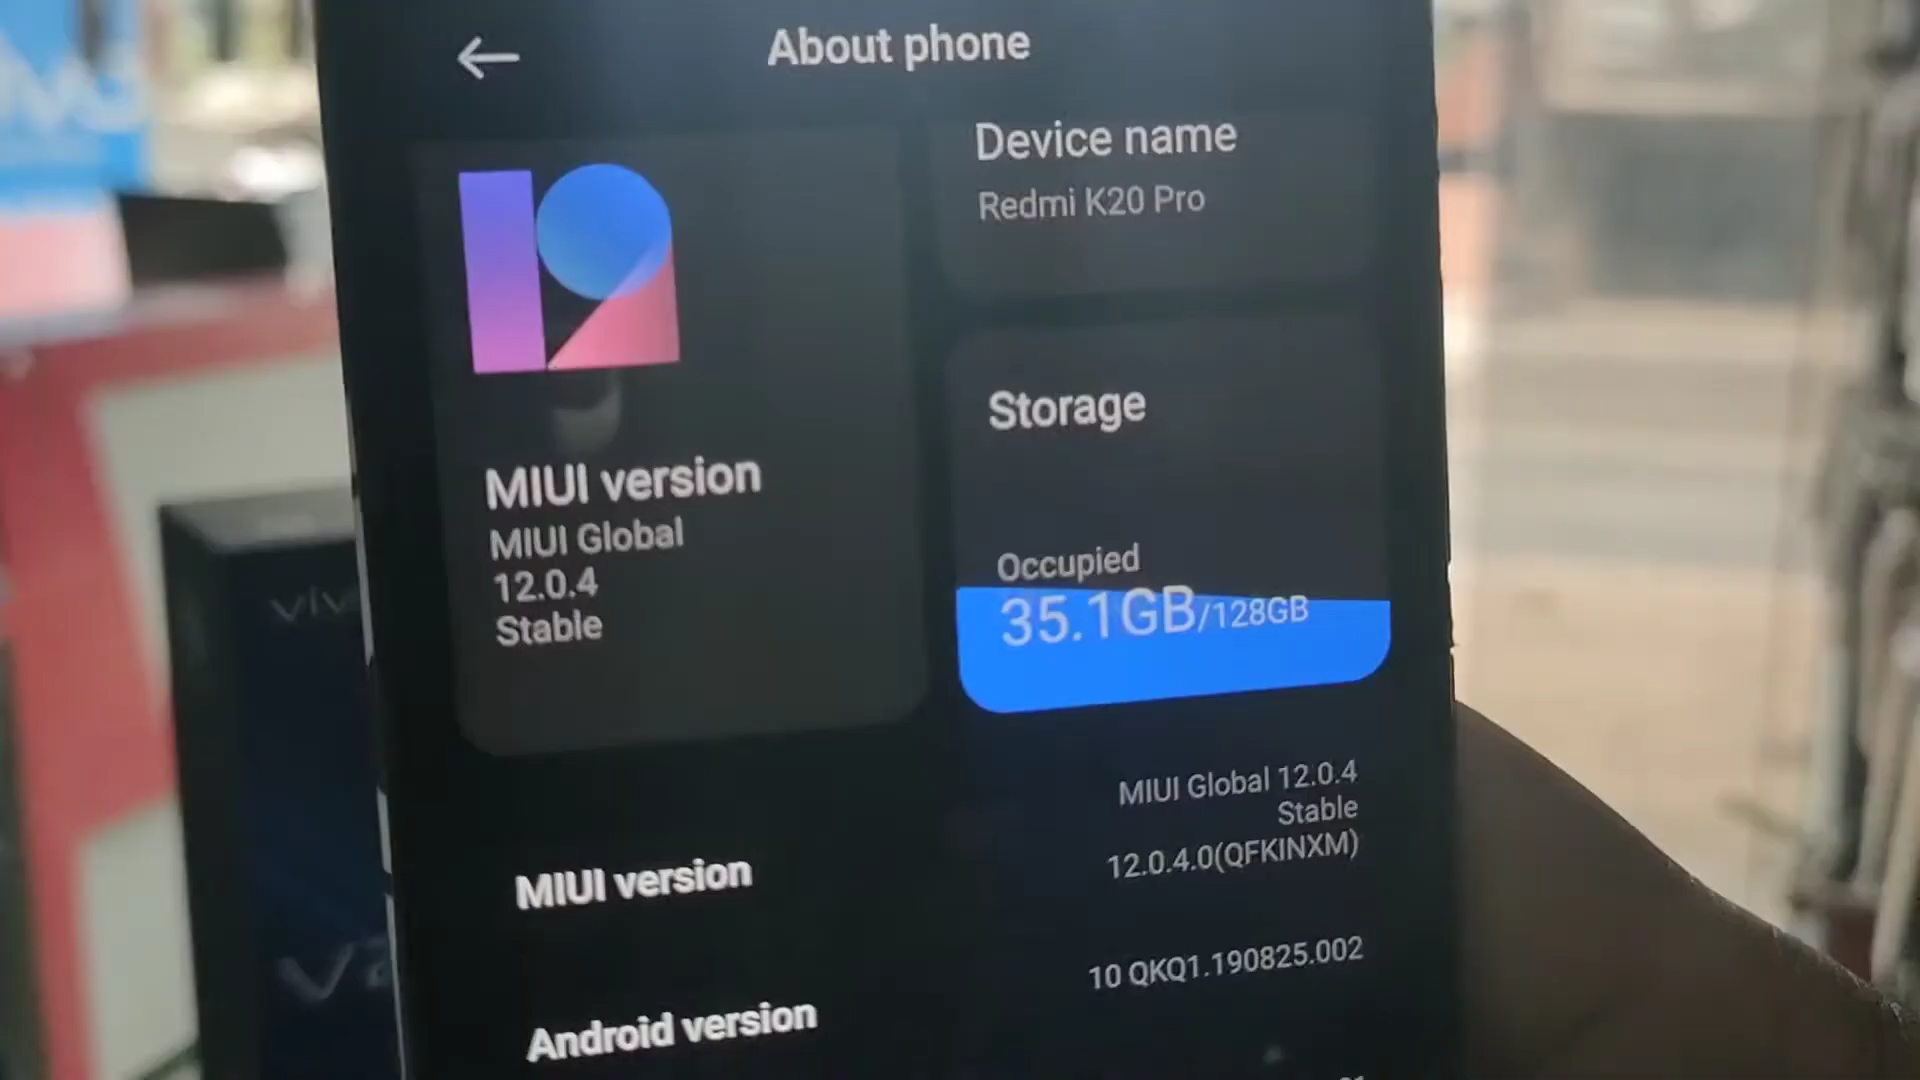 About phone
Device name
Redmi K20 Pro
MIUI version
MIUI Global
12.0.4
Stable
Storage
Occupied
35.1GB/128GB
MIUI version
MIUI Global 12.0.4
Stable
12.0.4.0(QFKINXM)
Android version
10 QKQ1.190825.002